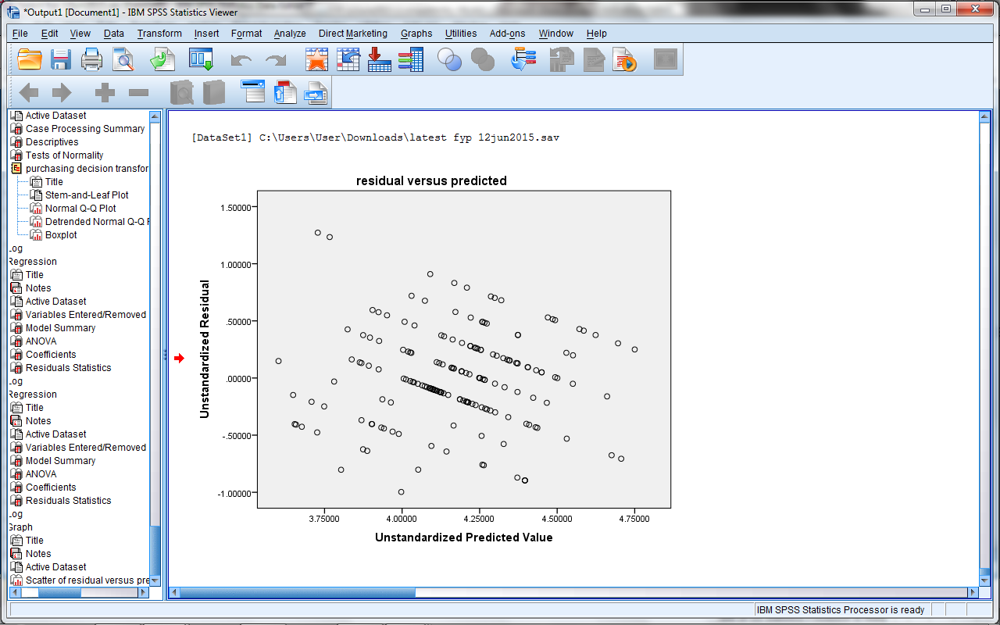 *Output1 [Document1] - IBM SPSS Statistics Viewer
File Edit View Data Transform Insert Format Analyze Direct Marketing Graphs Utilities Add-ons Window Help
Active Dataset
Case Processing Summary
Descriptives
Tests of Normality
purchasing decision transfor
Title
Stem-and-Leaf Plot
Normal Q-Q Plot
Detrended Normal Q-Q P
Boxplot
Log
Regression
Title
Notes
Active Dataset
Variables Entered/Removed
Model Summary
ANOVA
Coefficients
Residuals Statistics
Log
Regression
Title
Notes
Active Dataset
Variables Entered/Removed
Model Summary
ANOVA
Coefficients
Residuals Statistics
Log
Graph
Title
Notes
Active Dataset
Scatter of residual versus pre
[DataSet1] C:\Users\User\Downloads\latest fyp 12jun2015.sav
residual versus predicted
Unstandardized Residual
1.50000
1.00000
.50000
.00000
-.50000
-1.00000
3.75000 4.00000 4.25000 4.50000 4.75000
Unstandardized Predicted Value
IBM SPSS Statistics Processor is ready